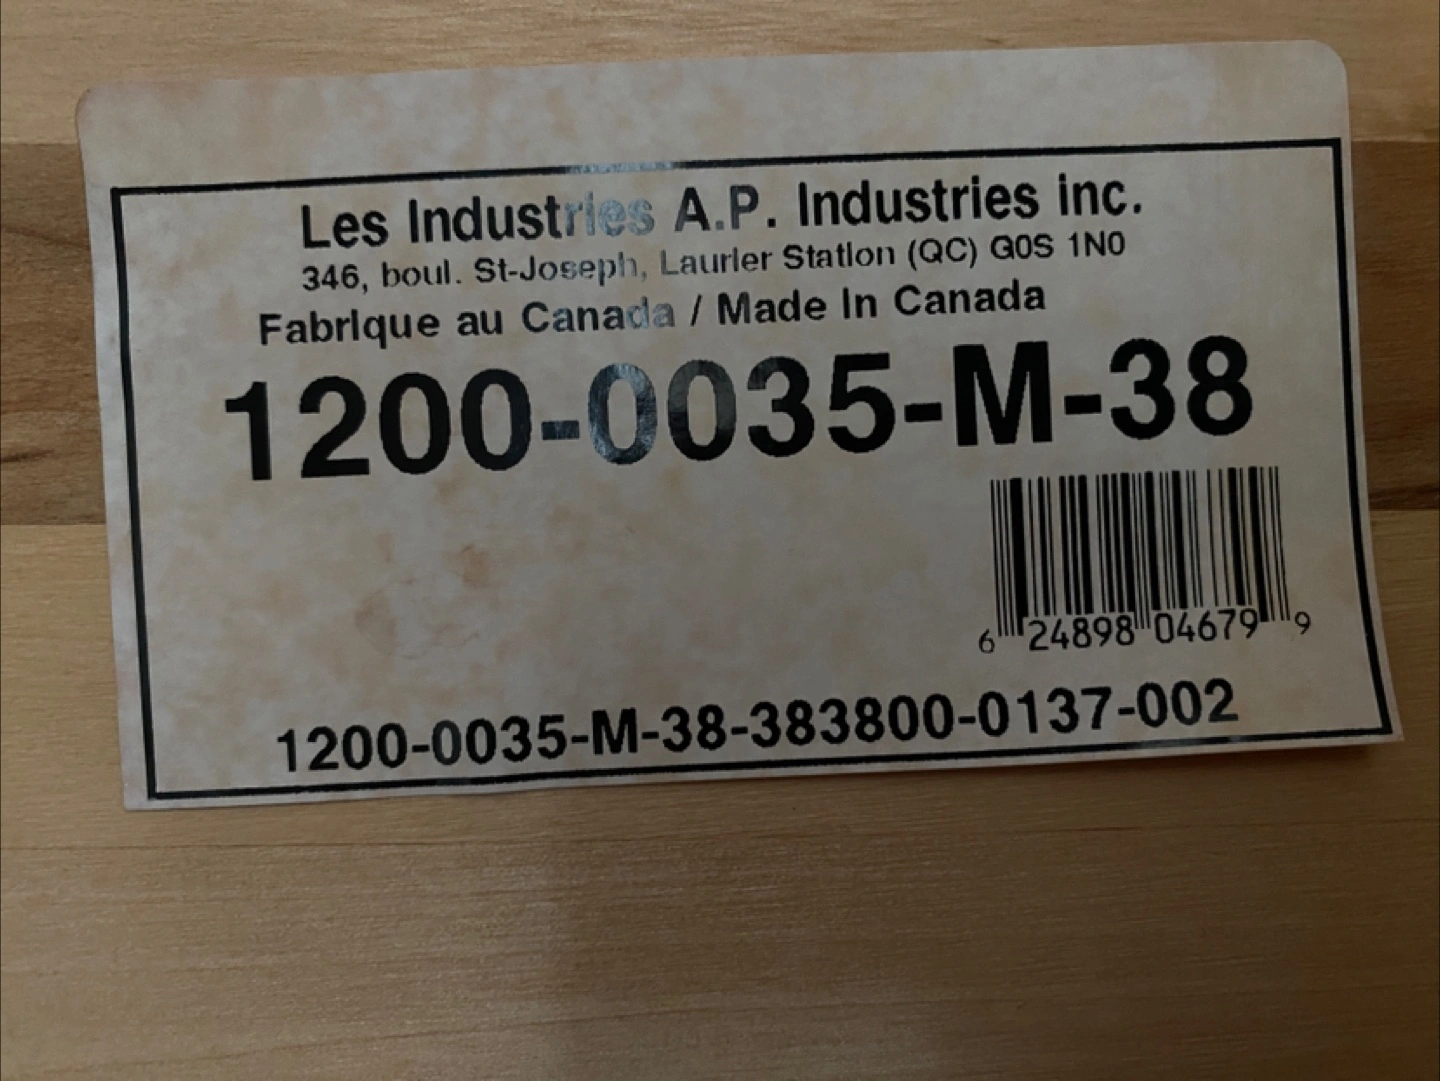 Les Industries A.P. Industries inc.
346, boul. St-Joseph, Laurier Station (QC) G0S 1N0
Fabrique au Canada / Made In Canada
1200-0035-M-38
6 24898 04679 9
1200-0035-M-38-383800-0137-002